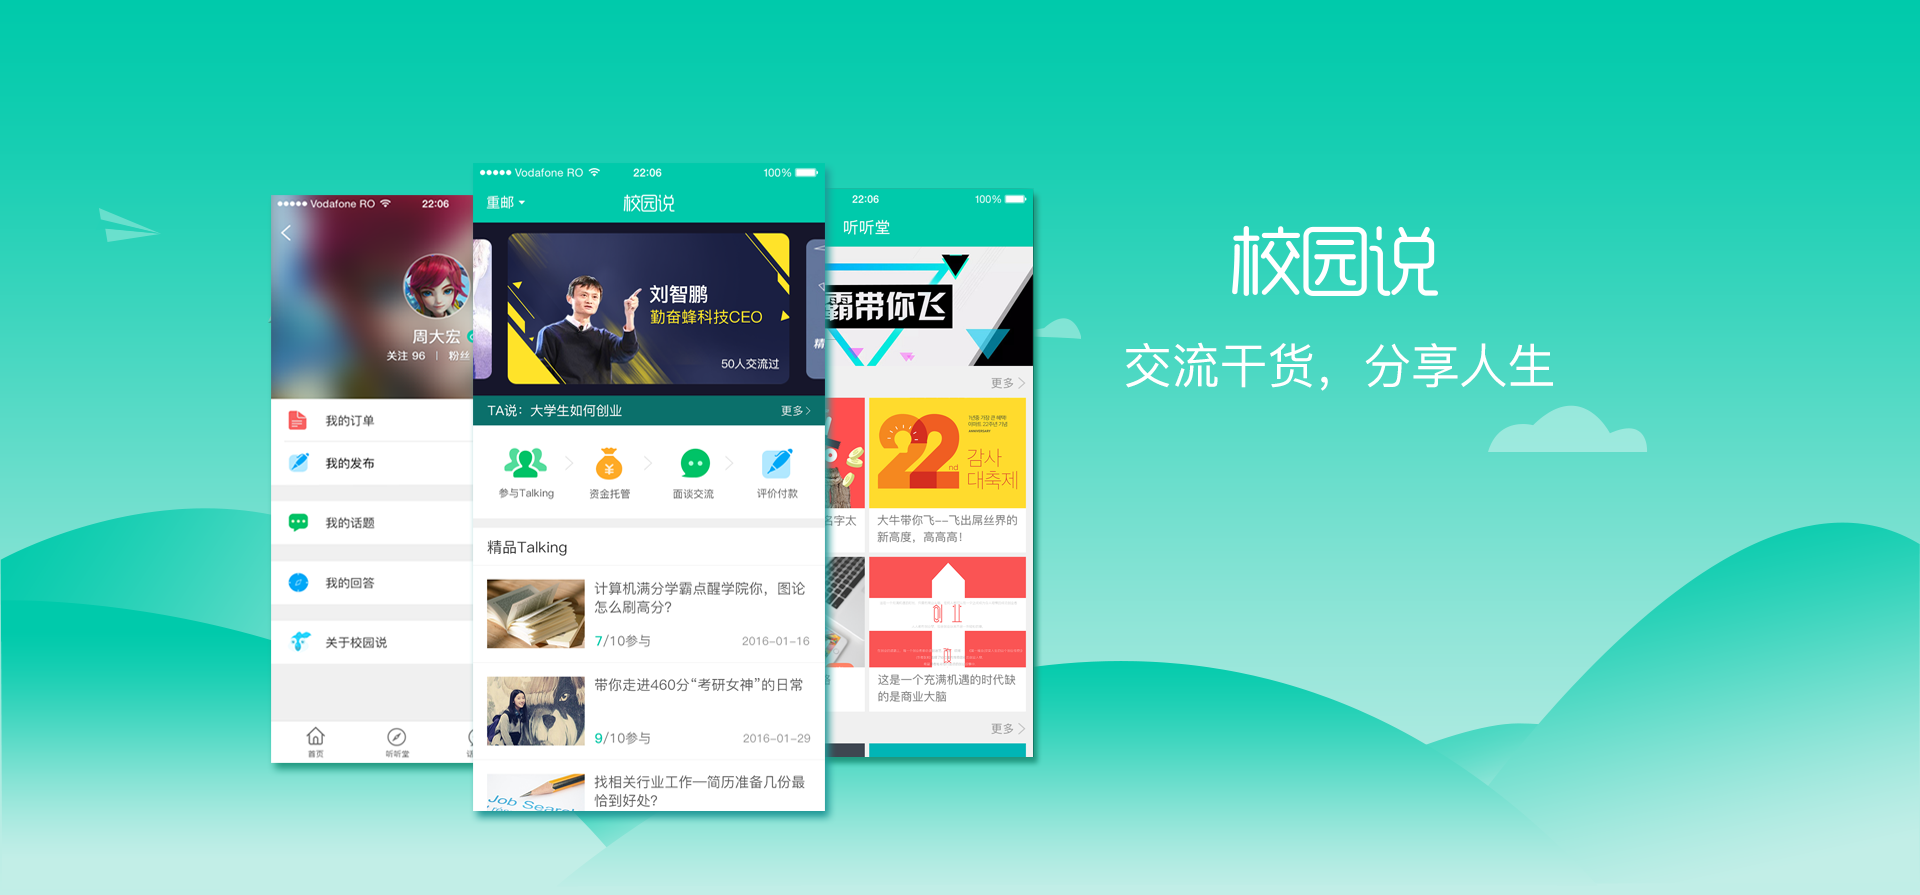 Vodafone RO
22:06
周大宏
关注 96 | 粉丝
我的订单
我的发布
我的话题
我的回答
关于校园说
首页
听听堂
Vodafone RO
22:06
100%
重邮
校园说
刘智鹏
勤奋蜂科技CEO
50人交流过
精
TA说：大学生如何创业
更多
参与Talking
资金托管
面谈交流
评价付款
精品Talking
计算机满分学霸点醒学院你，图论
怎么刷高分？
7/10参与
2016-01-16
带你走进460分“考研女神”的日常
9/10参与
2016-01-29
Job Search
找相关行业工作—简历准备几份最
恰到好处？
22:06
100%
听听堂
霸带你飞
更多
22nd
ANNIVERSARY
감사
대축제
名字太
大牛带你飞--飞出屌丝界的
新高度，高高高！
创业
这是一个充满机遇的时代缺
的是商业大脑
更多
校园说
交流干货，分享人生